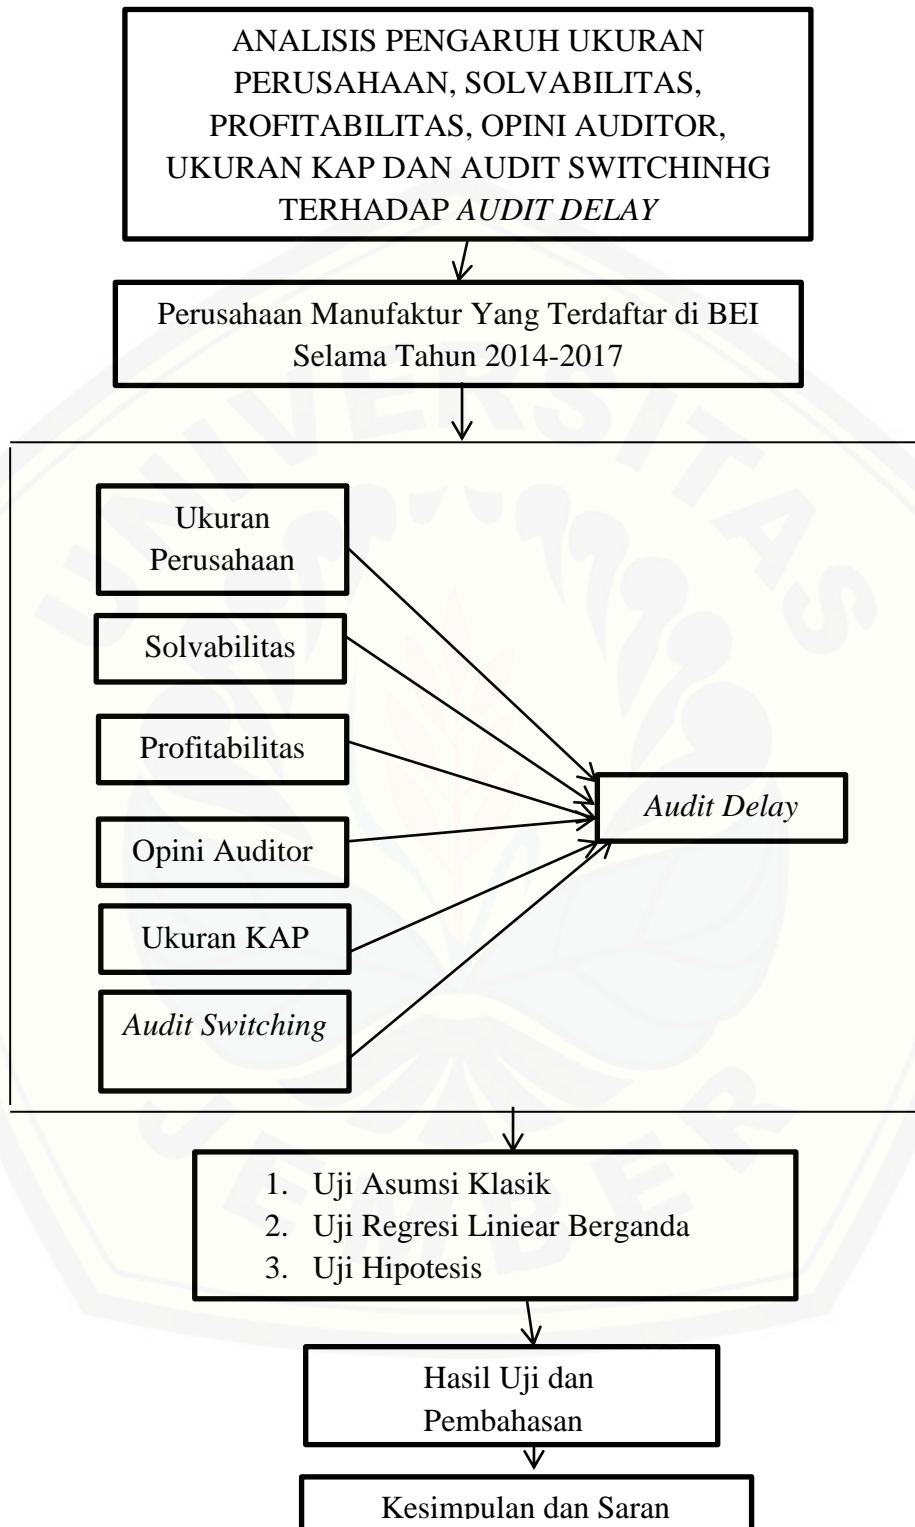 ANALISIS PENGARUH UKURAN
PERUSAHAAN, SOLVABILITAS,
PROFITABILITAS, OPINI AUDITOR,
UKURAN KAP DAN AUDIT SWITCHINHG
TERHADAP AUDIT DELAY
Perusahaan Manufaktur Yang Terdaftar di BEI
Selama Tahun 2014-2017
Ukuran
Perusahaan
Solvabilitas
Profitabilitas
Opini Auditor
Ukuran KAP
Audit Switching
Audit Delay
1. Uji Asumsi Klasik
2. Uji Regresi Liniear Berganda
3. Uji Hipotesis
Hasil Uji dan
Pembahasan
Kesimpulan dan Saran
UNIVERSITAS
JEMBER